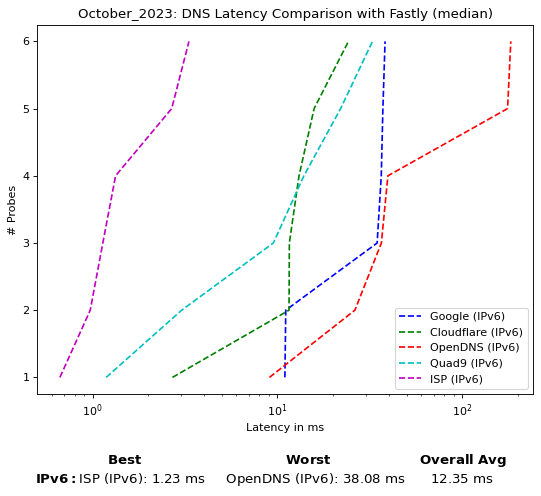 October_2023: DNS Latency Comparison with Fastly (median)
6
5
4
3
2
1
# Probes
10^0
10^1
10^2
Latency in ms
Google (IPv6)
Cloudflare (IPv6)
OpenDNS (IPv6)
Quad9 (IPv6)
ISP (IPv6)
Best Worst Overall Avg
IPv6: ISP (IPv6): 1.23 ms OpenDNS (IPv6): 38.08 ms 12.35 ms